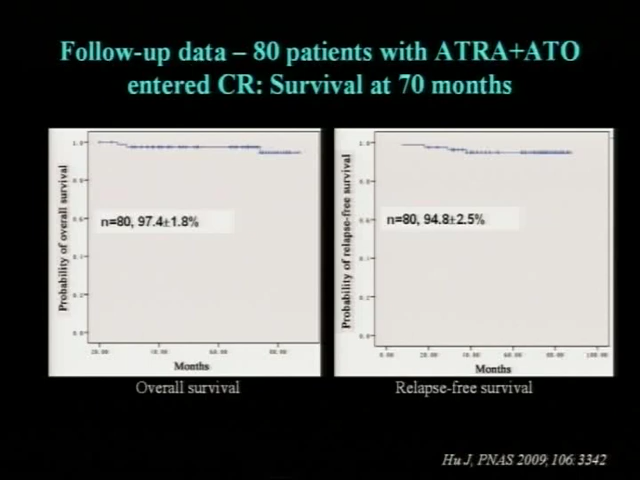 Follow-up data – 80 patients with ATRA+ATO
entered CR: Survival at 70 months
Probability of overall survival
n=80, 97.4±1.8%
Months
Overall survival
Probability of relapse-free survival
n=80, 94.8±2.5%
Months
Relapse-free survival
Hu J, PNAS 2009; 106: 3342